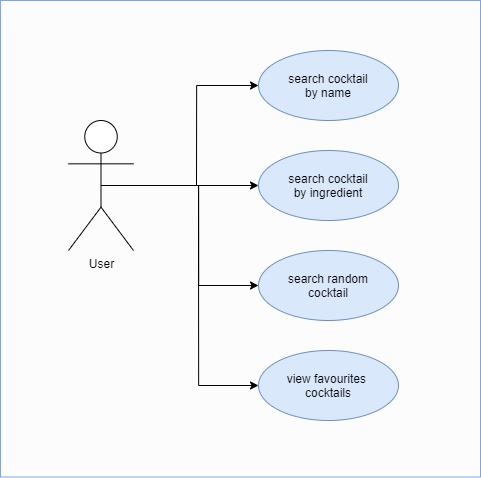 search cocktail
by name
search cocktail
by ingredient
User
search random
cocktail
view favourites
cocktails